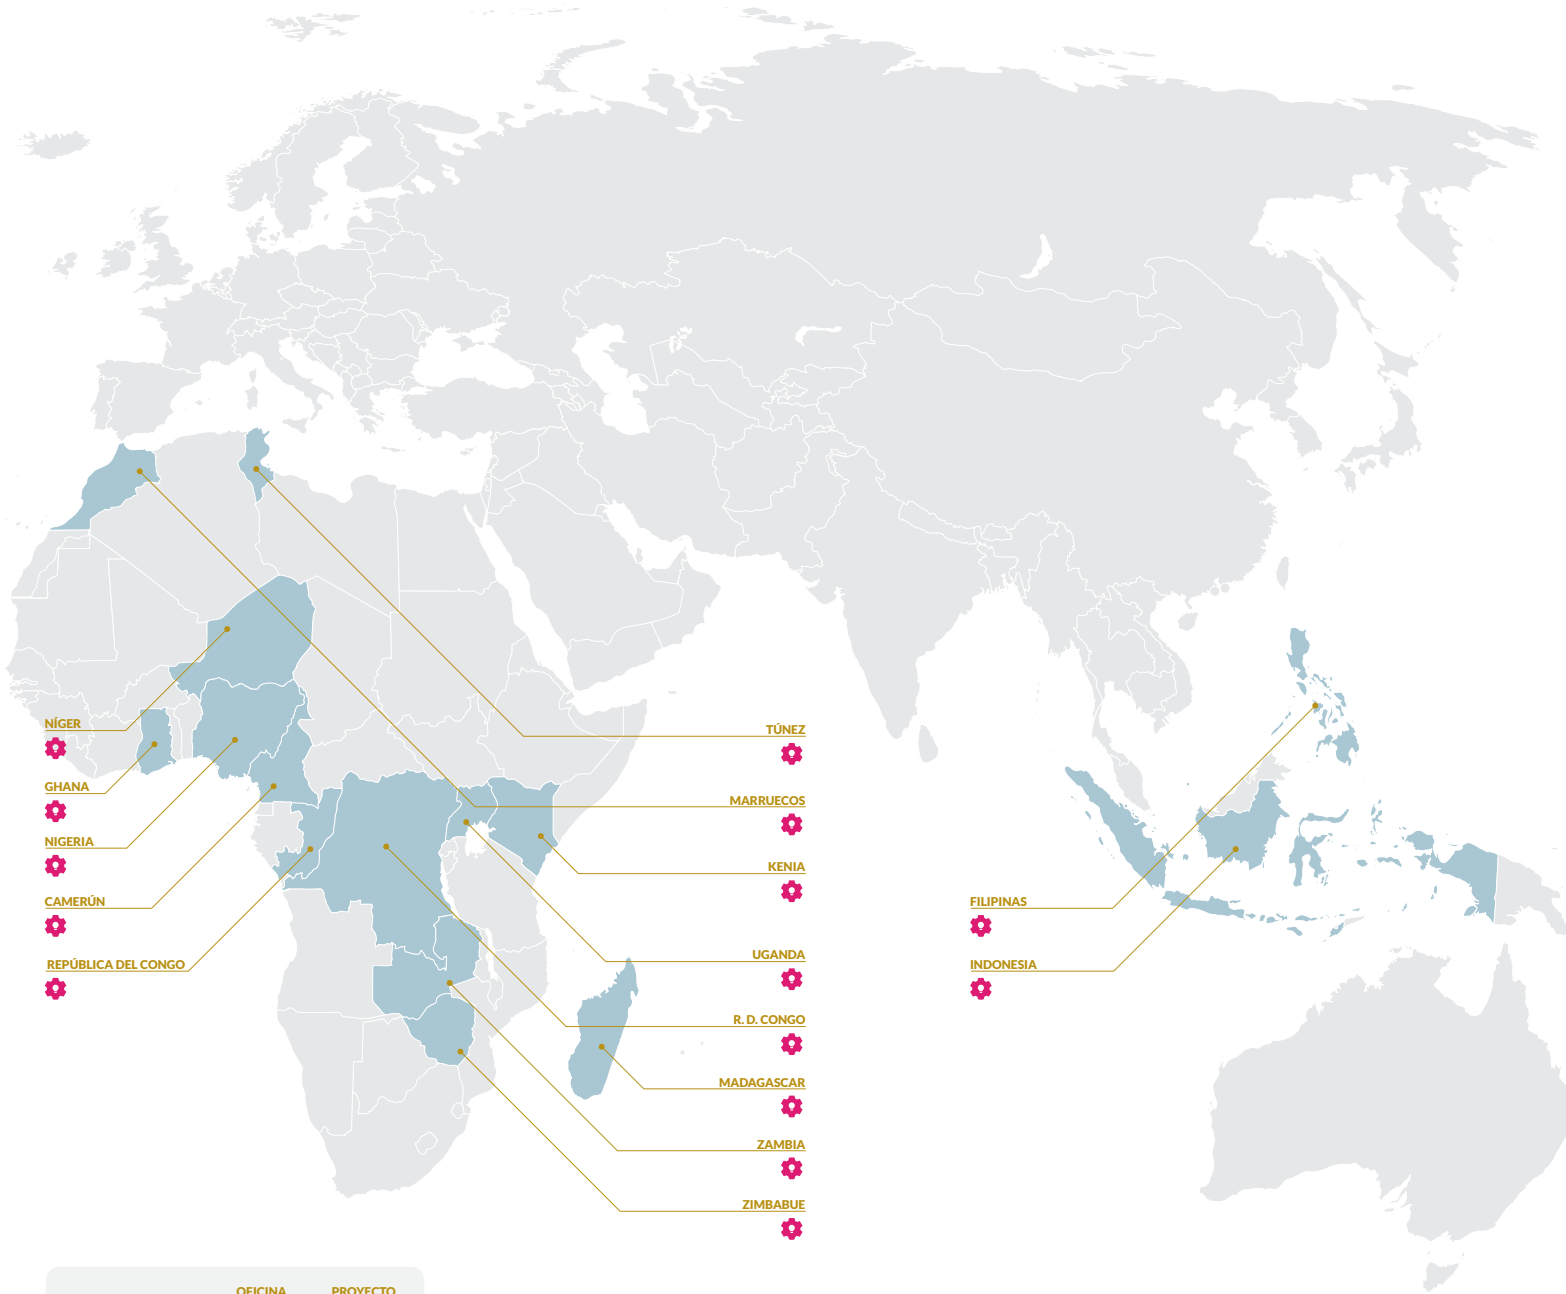 NÍGER
GHANA
NIGERIA
CAMERÚN
REPÚBLICA DEL CONGO
TÚNEZ
MARRUECOS
KENIA
UGANDA
R. D. CONGO
MADAGASCAR
ZAMBIA
ZIMBABUE
FILIPINAS
INDONESIA
OFICINA PROYECTO